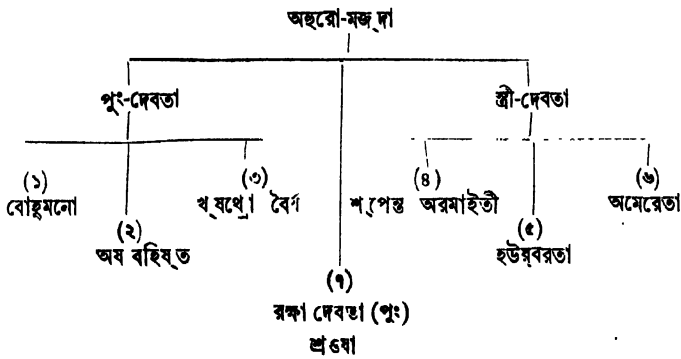 অহুরো-মজ্‌দা
পুং-দেবতা
স্ত্রী-দেবতা
(১)
বোহুমনো
(২)
অষ বহিষ্‌ত
(৩)
খ্‌ষথ্রো বৈর্য
(৪)
শ্‌পেন্ত অরমাইতী
(৫)
হউর্‌বরতা
(৬)
অমেরেতা
(৭)
রক্ষা দেবতা (পুং)
শ্রওষা